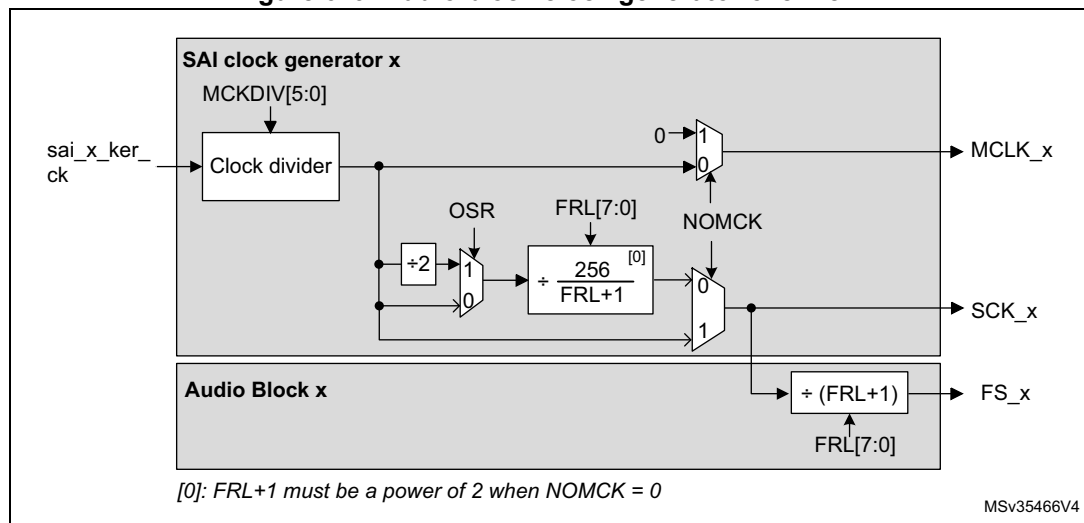 SAI clock generator x
MCKDIV[5:0]
sai_x_ker_
ck
Clock divider
0
1
0
MCLK_x
OSR
FRL[7:0]
NOMCK
÷2
1
0
÷ 256
FRL+1
[0]
0
1
SCK_x
Audio Block x
÷ (FRL+1)
FS_x
FRL[7:0]
[0]: FRL+1 must be a power of 2 when NOMCK = 0
MSv35466V4